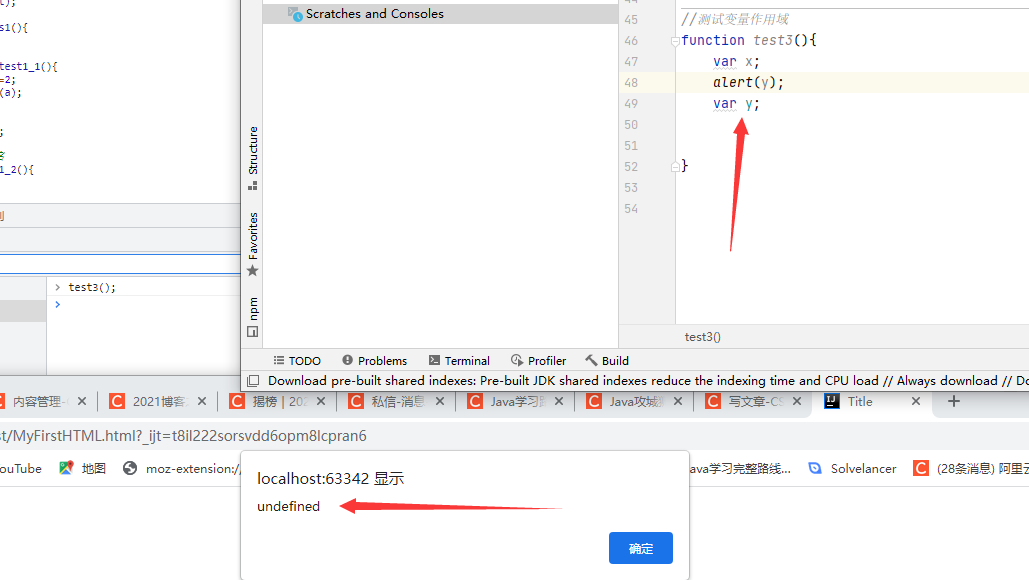 t);
s1(){
test1_1(){
=2;
(a);
;
1_2(){
Scratches and Consoles
Structure
Favorites
npm
45 //测试变量作用域
46 function test3(){
47 var x;
48 alert(y);
49 var y;
50
51
52 }
53
54
> test3();
>
test3()
TODO Problems Terminal Profiler Build
Download pre-built shared indexes: Pre-built JDK shared indexes reduce the indexing time and CPU load // Always download // Do
内容管理- 2021博客 揭榜 | 20 私信-消息 Java学习 Java攻城 写文章-CS Title
st/MyFirstHTML.html?_ijt=t8il222sorsvdd6opm8lcpran6
ouTube 地图 moz-extension:/ ava学习完整路线... Solvelancer (28条消息) 阿里云
localhost:63342 显示
undefined
确定